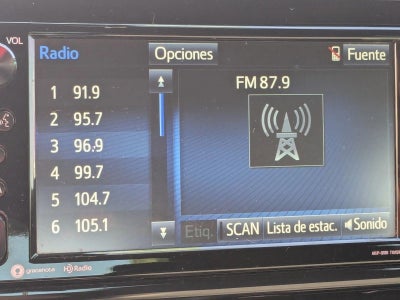 VOL
Radio
Opciones
Fuente
FM 87.9
1 91.9
2 95.7
3 96.9
4 99.7
5 104.7
6 105.1
Etiq.
SCAN
Lista de estac.
Sonido
gracenote
HD Radio